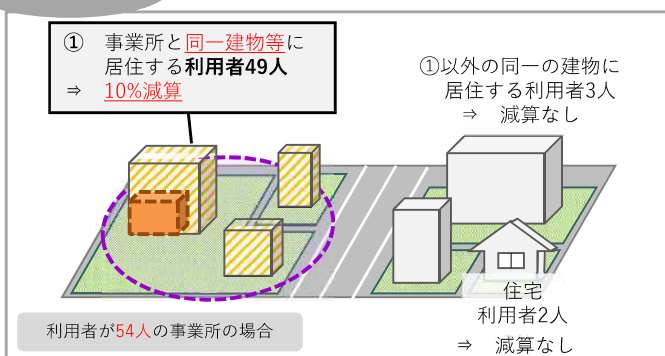 ① 事業所と同一建物等に
居住する利用者49人
⇒ 10%減算
①以外の同一の建物に
居住する利用者3人
⇒ 減算なし
住宅
利用者2人
⇒ 減算なし
利用者が54人の事業所の場合